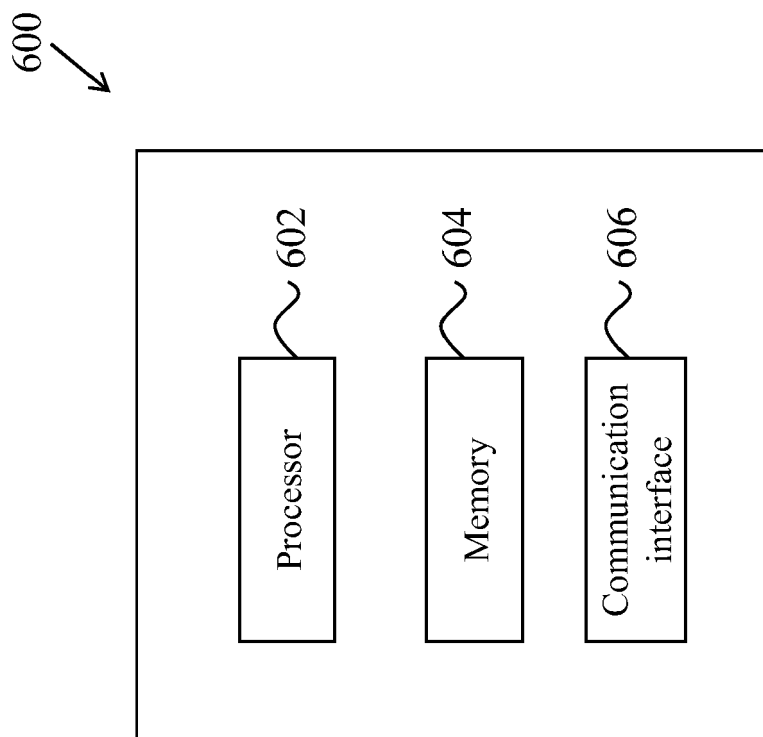 600
Processor
602
Memory
604
Communication
interface
606